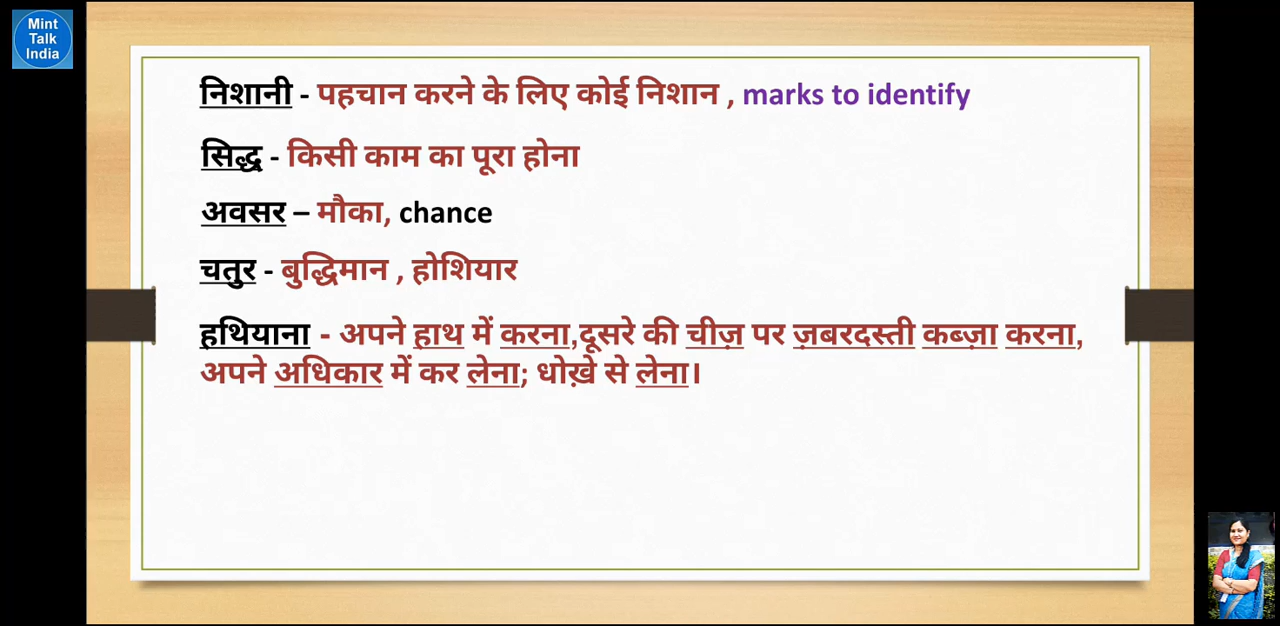 Mint
Talk
India
निशानी - पहचान करने के लिए कोई निशान , marks to identify
सिद्ध - किसी काम का पूरा होना
अवसर – मौका, chance
चतुर - बुद्धिमान , होशियार
हथियाना - अपने हाथ में करना,दूसरे की चीज़ पर ज़बरदस्ती कब्ज़ा करना,
अपने अधिकार में कर लेना; धोख़े से लेना।